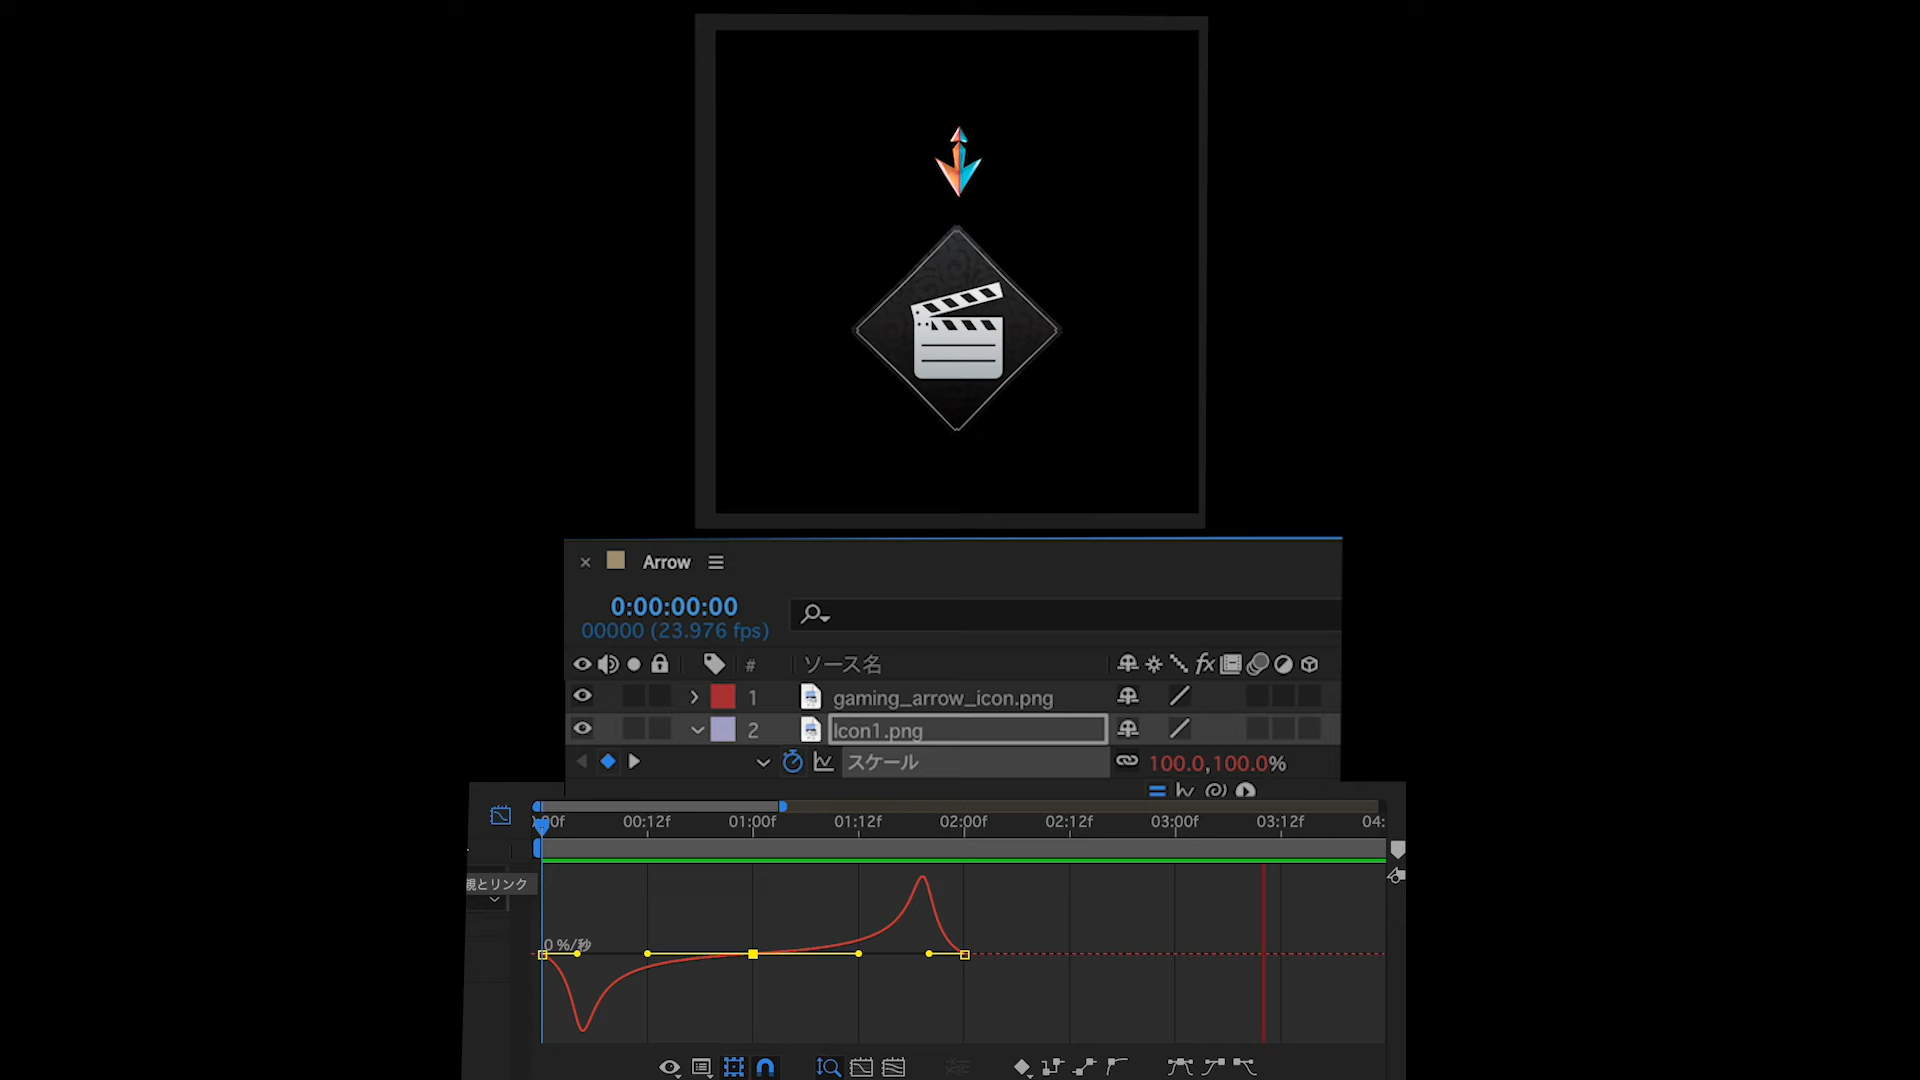 Arrow
0:00:00:00
00000 (23.976 fps)
# ソース名 fx
1 gaming_arrow_icon.png
2 Icon1.png
スケール 100.0,100.0%
00f 00:12f 01:00f 01:12f 02:00f 02:12f 03:00f 03:12f 04:
親とリンク
0 %/秒